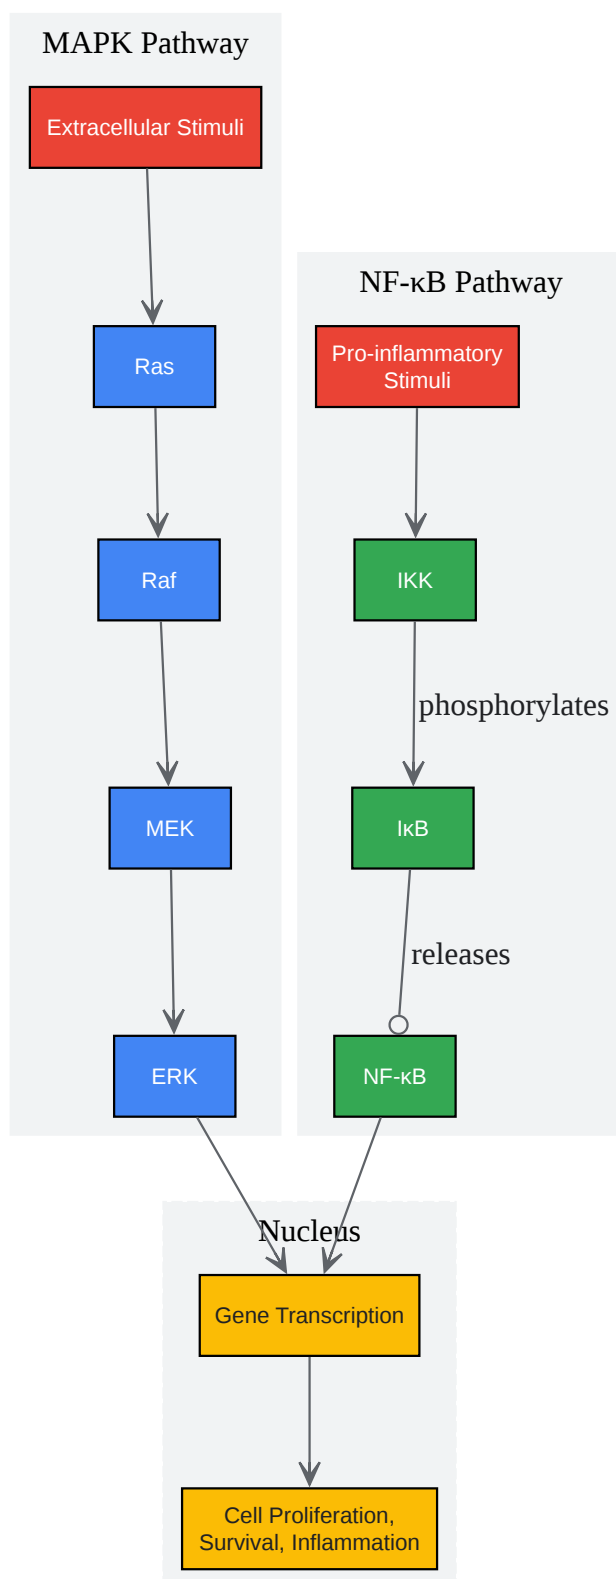 MAPK Pathway
Extracellular Stimuli
Ras
Raf
MEK
ERK
NF-κB Pathway
Pro-inflammatory
Stimuli
IKK
phosphorylates
IκB
releases
NF-κB
Nucleus
Gene Transcription
Cell Proliferation,
Survival, Inflammation